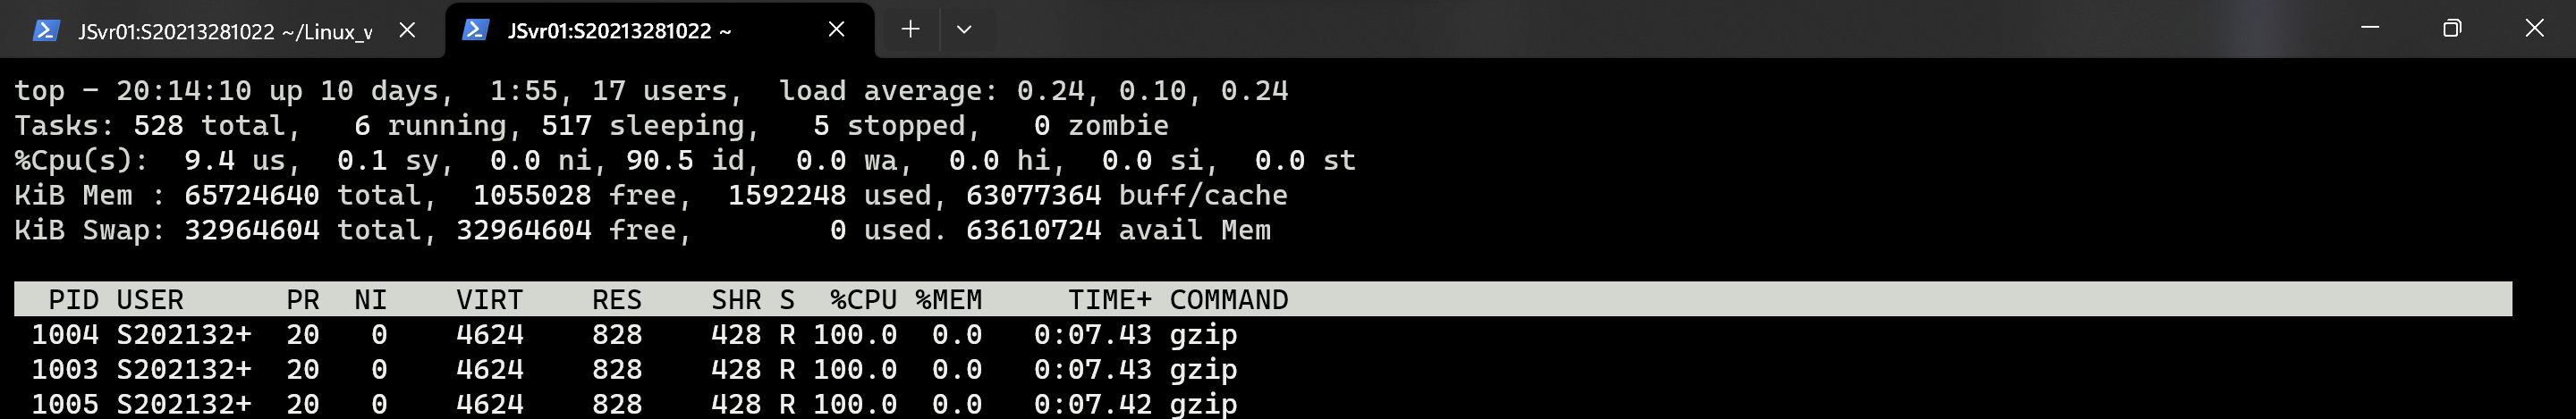 JSvr01:S20213281022 ~/Linux_w
JSvr01:S20213281022 ~
top - 20:14:10 up 10 days,  1:55, 17 users,  load average: 0.24, 0.10, 0.24
Tasks: 528 total,   6 running, 517 sleeping,   5 stopped,   0 zombie
%Cpu(s):  9.4 us,  0.1 sy,  0.0 ni, 90.5 id,  0.0 wa,  0.0 hi,  0.0 si,  0.0 st
KiB Mem : 65724640 total,  1055028 free,  1592248 used, 63077364 buff/cache
KiB Swap: 32964604 total, 32964604 free,        0 used. 63610724 avail Mem
  PID USER      PR  NI    VIRT    RES    SHR S  %CPU %MEM     TIME+ COMMAND
 1004 S202132+  20   0    4624    828    428 R 100.0  0.0   0:07.43 gzip
 1003 S202132+  20   0    4624    828    428 R 100.0  0.0   0:07.43 gzip
 1005 S202132+  20   0    4624    828    428 R 100.0  0.0   0:07.42 gzip